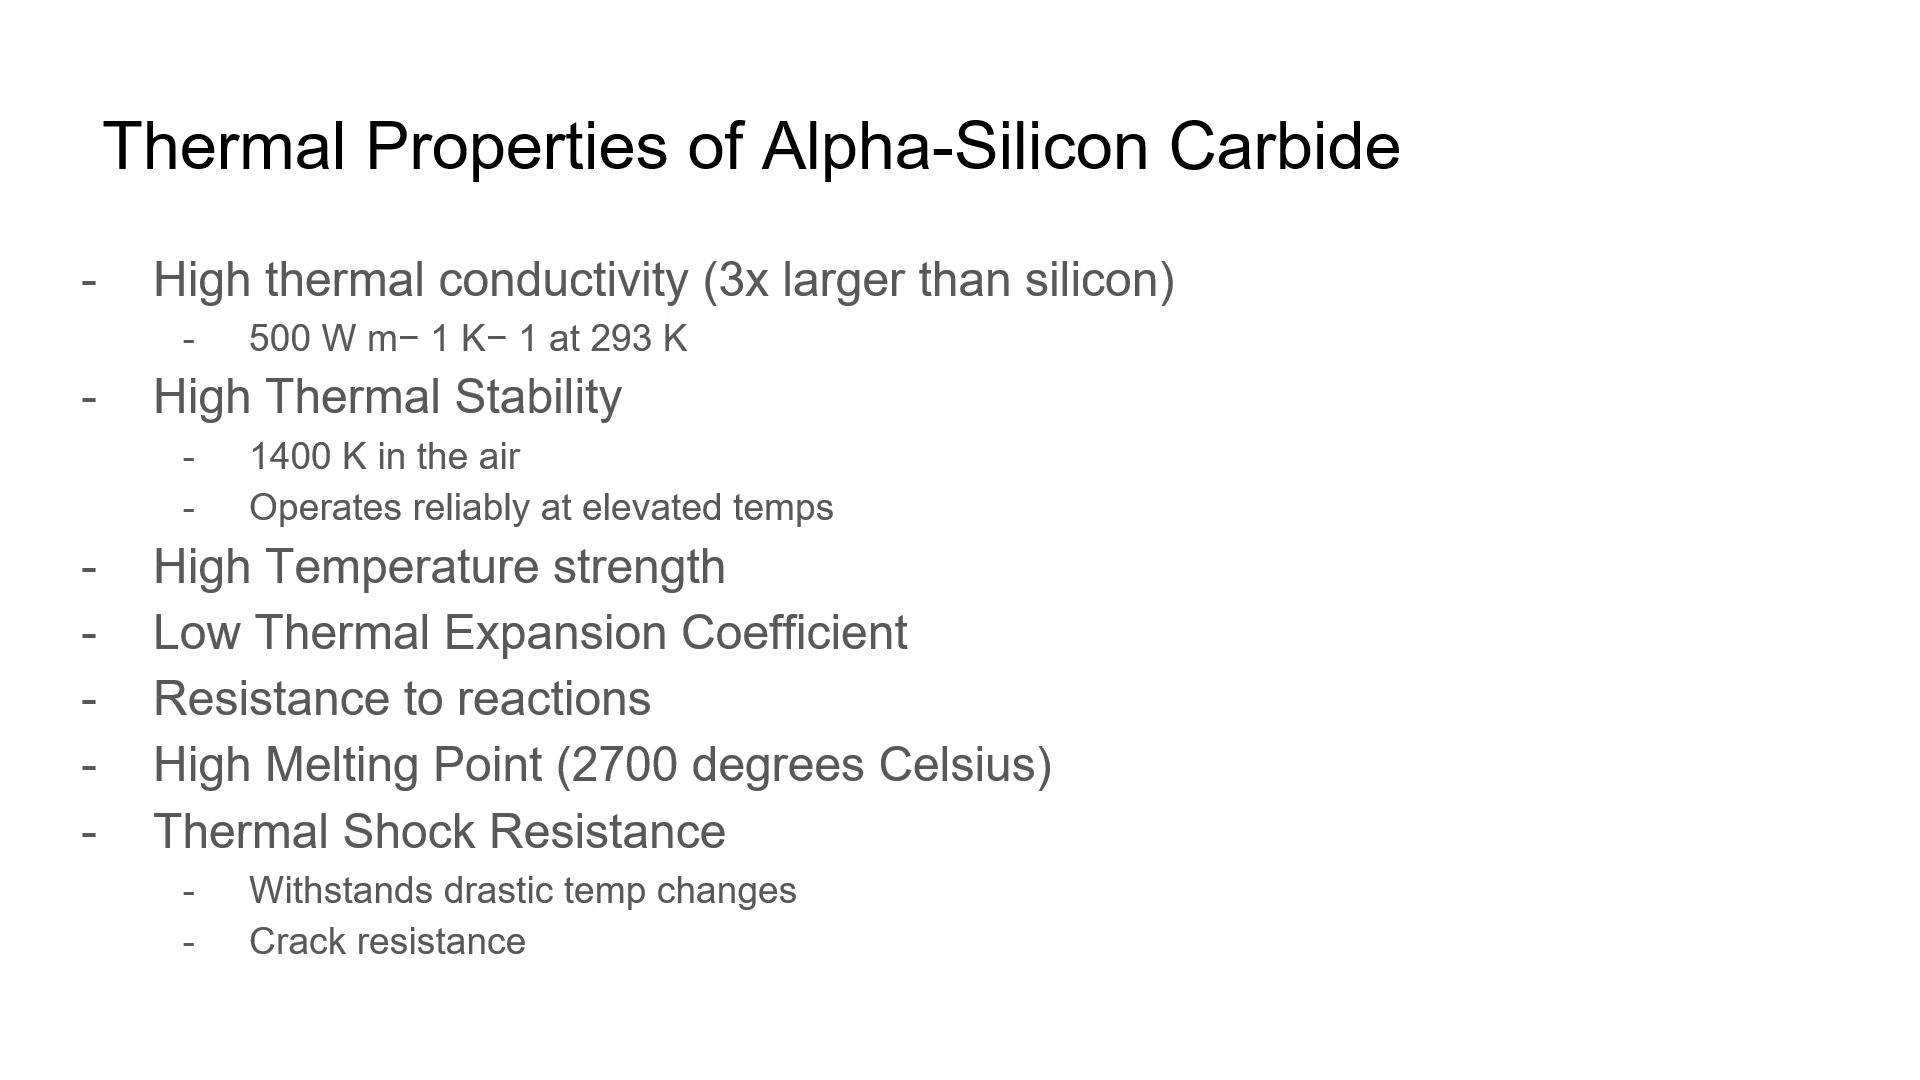 Thermal Properties of Alpha-Silicon Carbide
- High thermal conductivity (3x larger than silicon)
- 500 W m− 1 K− 1 at 293 K
- High Thermal Stability
- 1400 K in the air
- Operates reliably at elevated temps
- High Temperature strength
- Low Thermal Expansion Coefficient
- Resistance to reactions
- High Melting Point (2700 degrees Celsius)
- Thermal Shock Resistance
- Withstands drastic temp changes
- Crack resistance